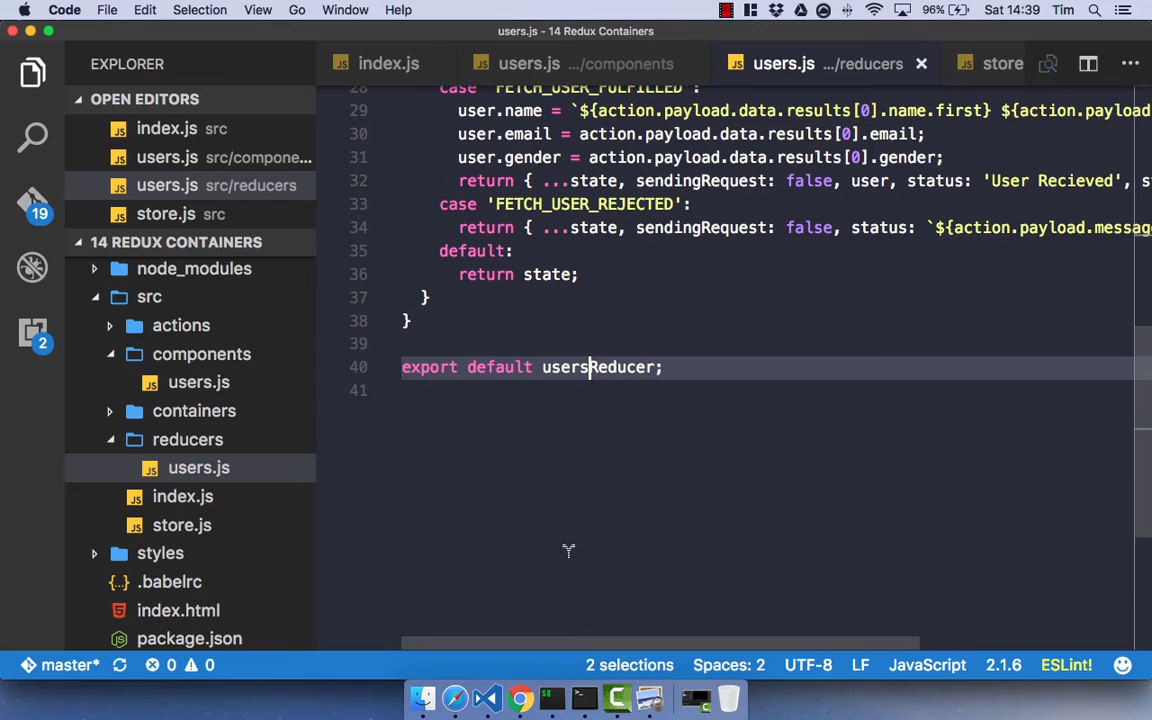 Code File Edit Selection View Go Window Help 96% Sat 14:39 Tim
users.js - 14 Redux Containers
EXPLORER
OPEN EDITORS
index.js src
users.js src/compone...
users.js src/reducers
store.js src
14 REDUX CONTAINERS
node_modules
src
actions
components
users.js
containers
reducers
users.js
index.js
store.js
styles
.babelrc
index.html
package.json
19
2
index.js users.js .../components users.js .../reducers store
28 case 'FETCH_USER_FULFILLED':
29 user.name = `${action.payload.data.results[0].name.first} ${action.payload
30 user.email = action.payload.data.results[0].email;
31 user.gender = action.payload.data.results[0].gender;
32 return { ...state, sendingRequest: false, user, status: 'User Recieved', st
33 case 'FETCH_USER_REJECTED':
34 return { ...state, sendingRequest: false, status: `${action.payload.message
35 default:
36 return state;
37 }
38 }
39
40 export default usersReducer;
41
master* 0 0 2 selections Spaces: 2 UTF-8 LF JavaScript 2.1.6 ESLint!